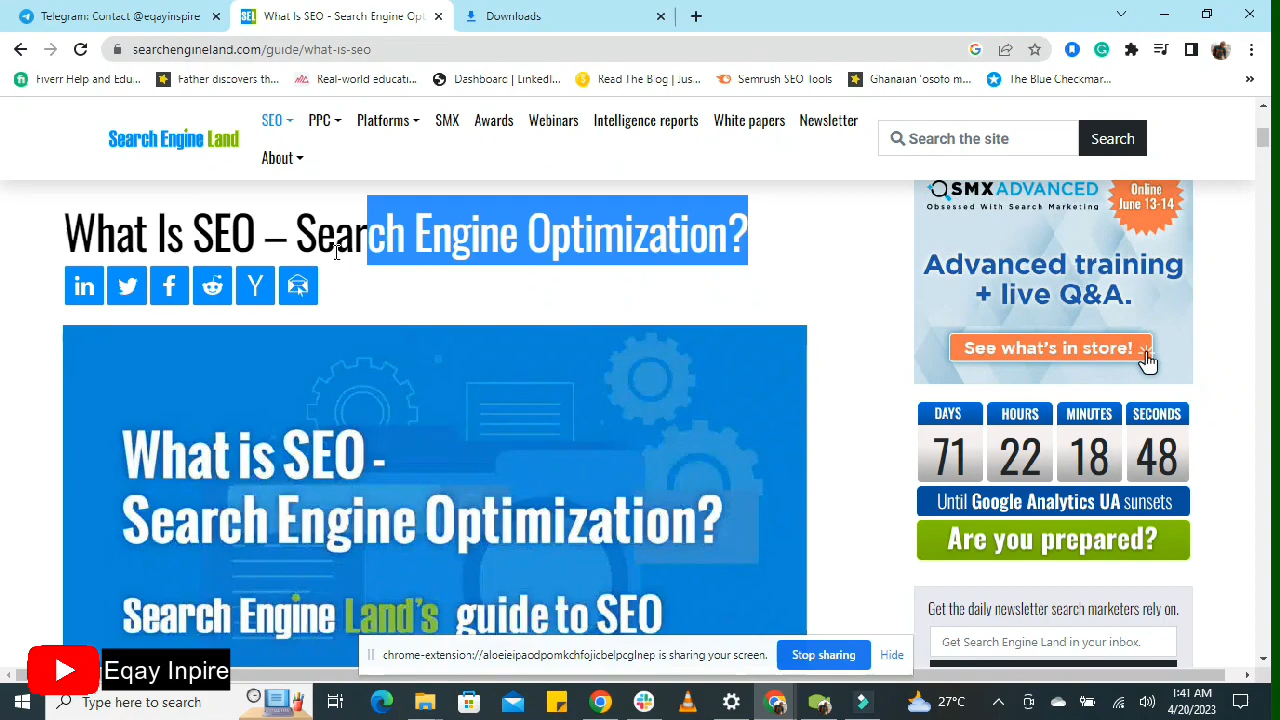 Telegram: Contact @eqayinspire
What Is SEO - Search Engine Opt
Downloads
searchengineland.com/guide/what-is-seo
Fiverr Help and Edu...
Father discovers th...
Real-world educati...
Dashboard | LinkedI...
Read The Blog | Jus...
Semrush SEO Tools
Ghanaian 'osofo m...
The Blue Checkmar...
Search Engine Land
SEO
PPC
Platforms
SMX
Awards
Webinars
Intelligence reports
White papers
Newsletter
About
Search the site
Search
What Is SEO – Search Engine Optimization?
What is SEO -
Search Engine Optimization?
Search Engine Land's guide to SEO
SMX ADVANCED
Obsessed With Search Marketing
Online
June 13-14
Advanced training
+ live Q&A.
See what's in store!
DAYS HOURS MINUTES SECONDS
71 22 18 48
Until Google Analytics UA sunsets
Are you prepared?
Get the daily newsletter search marketers rely on.
Get Search Engine Land in your inbox.
chrome-extension://aloeieipaodpomkchfojicbelpcglnep is sharing your screen.
Stop sharing
Hide
Eqay Inpire
Type here to search
27°C
1:41 AM
4/20/2023